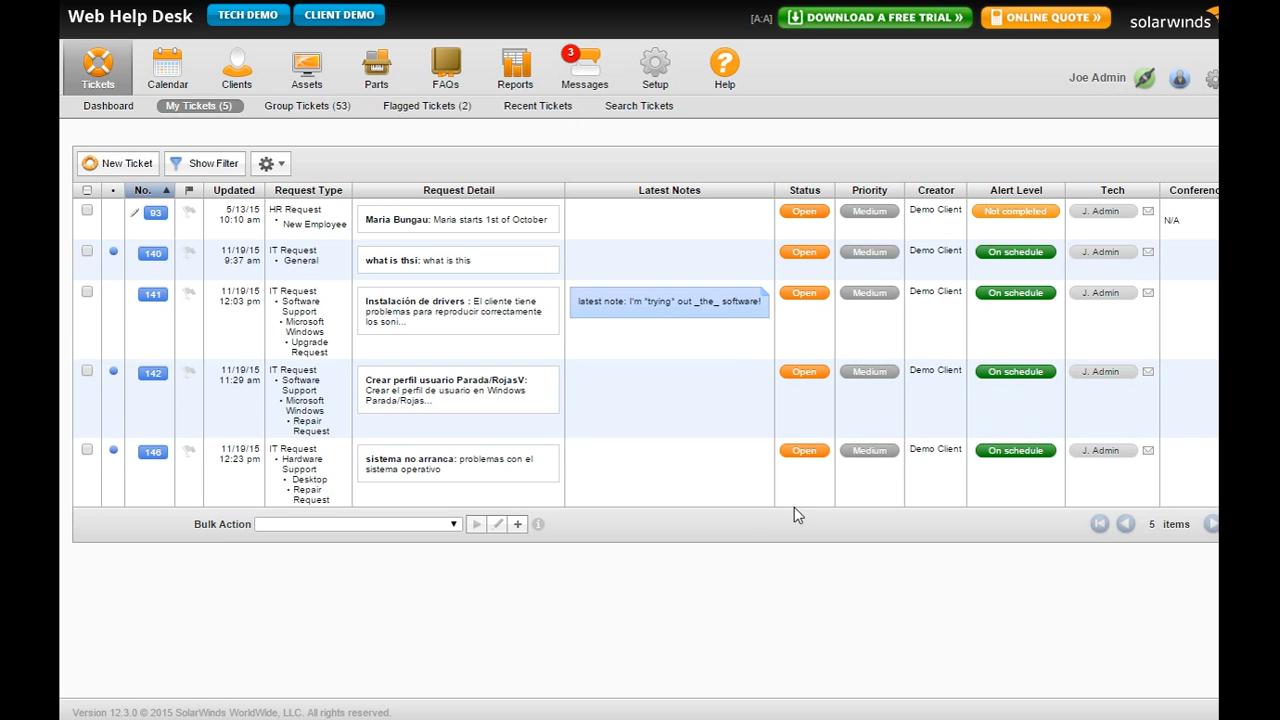 Web Help Desk TECH DEMO CLIENT DEMO [A:A] DOWNLOAD A FREE TRIAL » ONLINE QUOTE » solarwinds
3
Tickets Calendar Clients Assets Parts FAQs Reports Messages Setup Help Joe Admin
Dashboard My Tickets (5) Group Tickets (53) Flagged Tickets (2) Recent Tickets Search Tickets
New Ticket Show Filter
No. Updated Request Type Request Detail Latest Notes Status Priority Creator Alert Level Tech Conferenc
93 5/13/15 HR Request Maria Bungau: Maria starts 1st of October Open Medium Demo Client Not completed J. Admin N/A
10:10 am • New Employee
140 11/19/15 IT Request what is thsi: what is this Open Medium Demo Client On schedule J. Admin
9:37 am • General
141 11/19/15 IT Request Instalación de drivers : El cliente tiene latest note: I'm *trying* out _the_ software! Open Medium Demo Client On schedule J. Admin
12:03 pm • Software problemas para reproducir correctamente
Support los soni...
• Microsoft
Windows
• Upgrade
Request
142 11/19/15 IT Request Crear perfil usuario Parada/RojasV: Open Medium Demo Client On schedule J. Admin
11:29 am • Software Crear el perfil de usuario en Windows
Support Parada/Rojas...
• Microsoft
Windows
• Repair
Request
146 11/19/15 IT Request sistema no arranca: problemas con el Open Medium Demo Client On schedule J. Admin
12:23 pm • Hardware sistema operativo
Support
• Desktop
• Repair
Request
Bulk Action 5 items
Version 12.3.0 © 2015 SolarWinds WorldWide, LLC. All rights reserved.